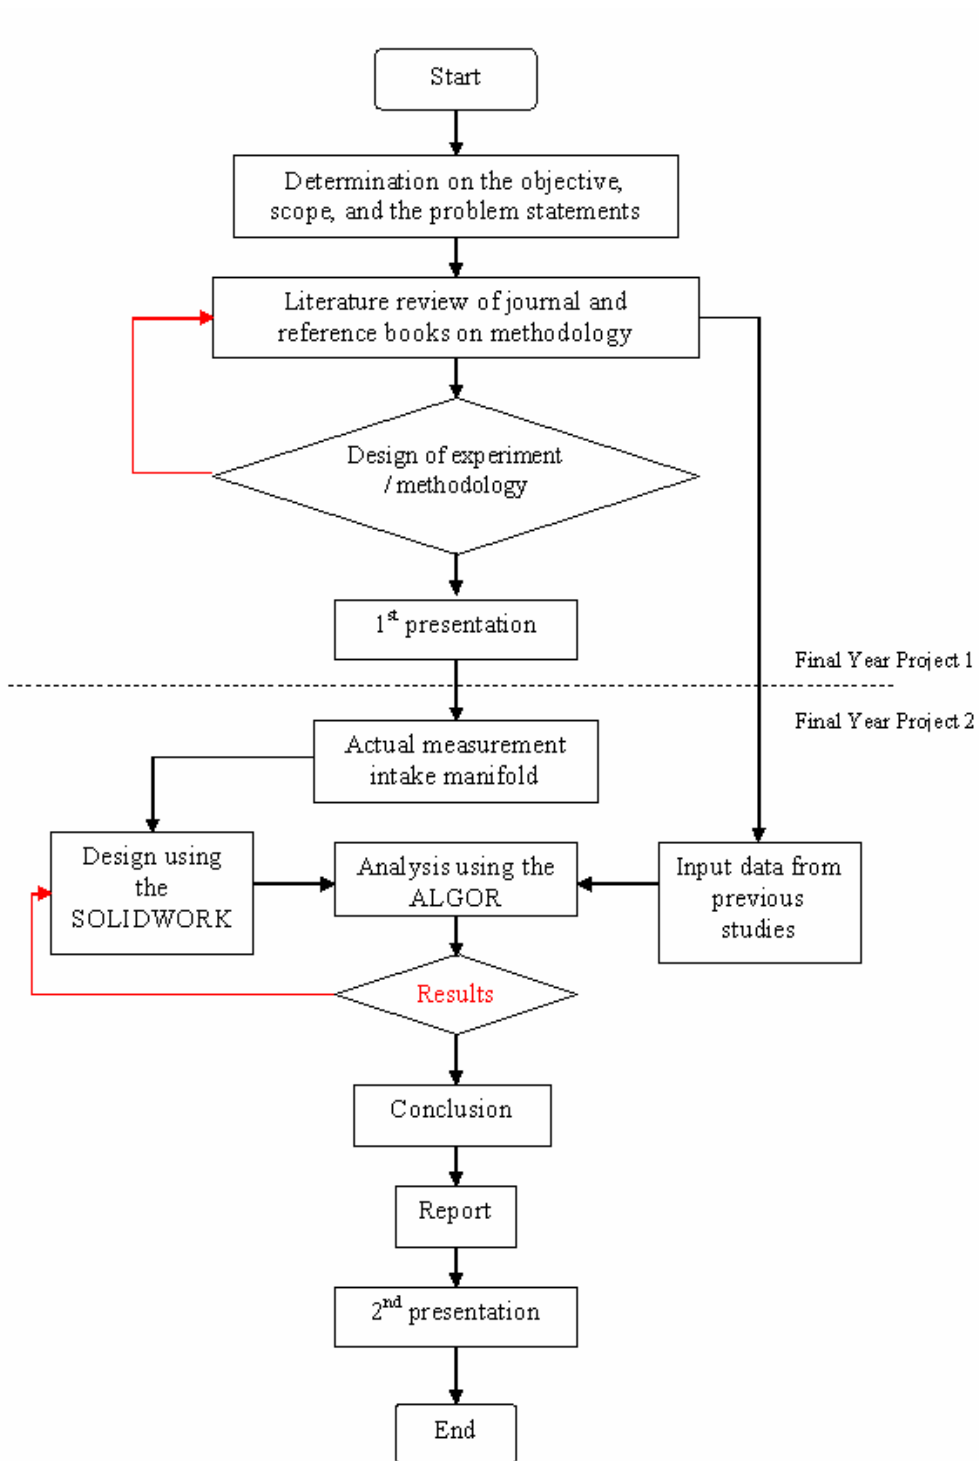 Start
Determination on the objective,
scope, and the problem statements
Literature review of journal and
reference books on methodology
Design of experiment
/ methodology
1st presentation
Final Year Project 1
Final Year Project 2
Actual measurement
intake manifold
Design using
the
SOLIDWORK
Analysis using the
ALGOR
Input data from
previous
studies
Results
Conclusion
Report
2nd presentation
End